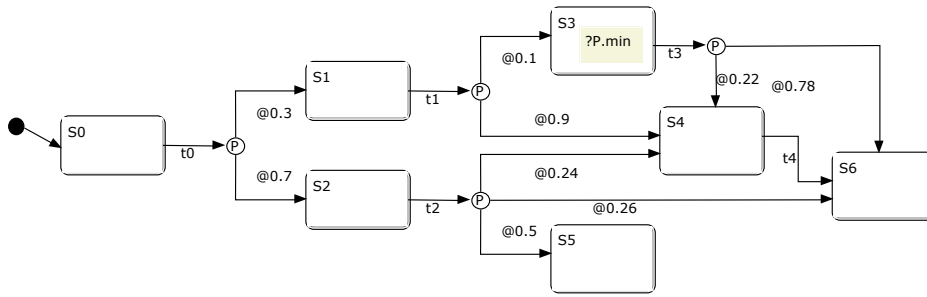 S0
t0
P
@0.3
@0.7
S1
t1
S2
t2
P
@0.1
@0.9
P
@0.24
@0.26
@0.5
S3
?P.min
t3
P
@0.22
@0.78
S4
t4
S5
S6